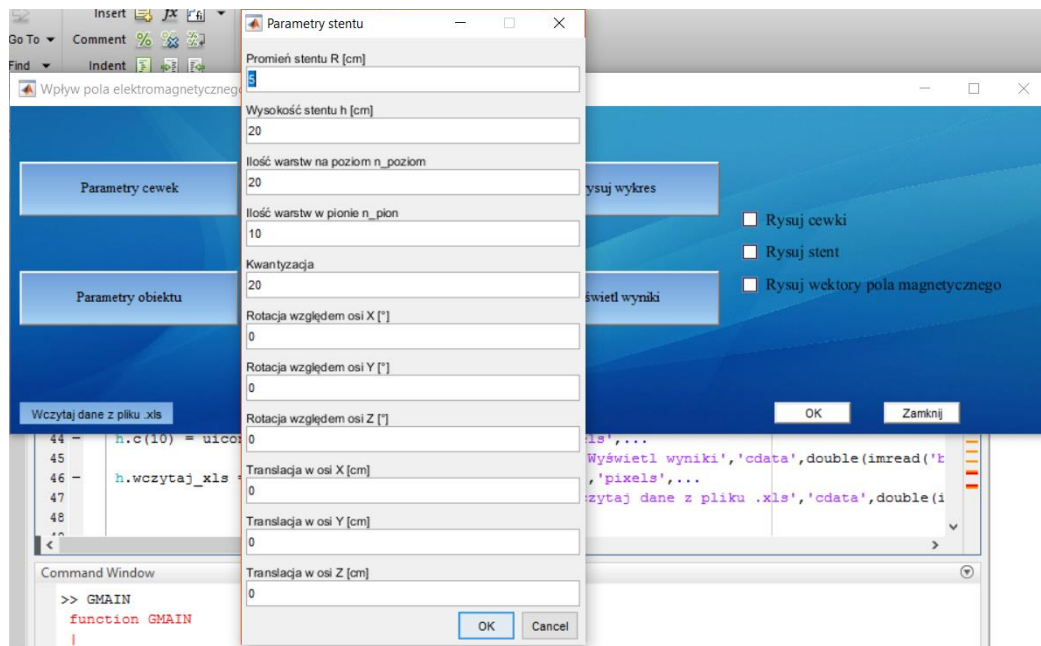 Insert fx
Go To Comment %
Find Indent
Parametry stentu
Promień stentu R [cm]
5
Wysokość stentu h [cm]
20
Ilość warstw na poziom n_poziom
20
Ilość warstw w pionie n_pion
10
Kwantyzacja
20
Rotacja względem osi X [°]
0
Rotacja względem osi Y [°]
0
Rotacja względem osi Z [°]
0
Translacja w osi X [cm]
0
Translacja w osi Y [cm]
0
Translacja w osi Z [cm]
0
OK Cancel
Wpływ pola elektromagnetyczneg
Parametry cewek
ysuj wykres
Parametry obiektu
świetl wyniki
Rysuj cewki
Rysuj stent
Rysuj wektory pola magnetycznego
Wczytaj dane z pliku .xls
OK Zamknij
44 - h.c(10) = uico ls',...
45 Wyświetl wyniki','cdata',double(imread('b
46 - h.wczytaj_xls ,'pixels',...
47 zytaj dane z pliku .xls','cdata',double(i
48
Command Window
>> GMAIN
function GMAIN